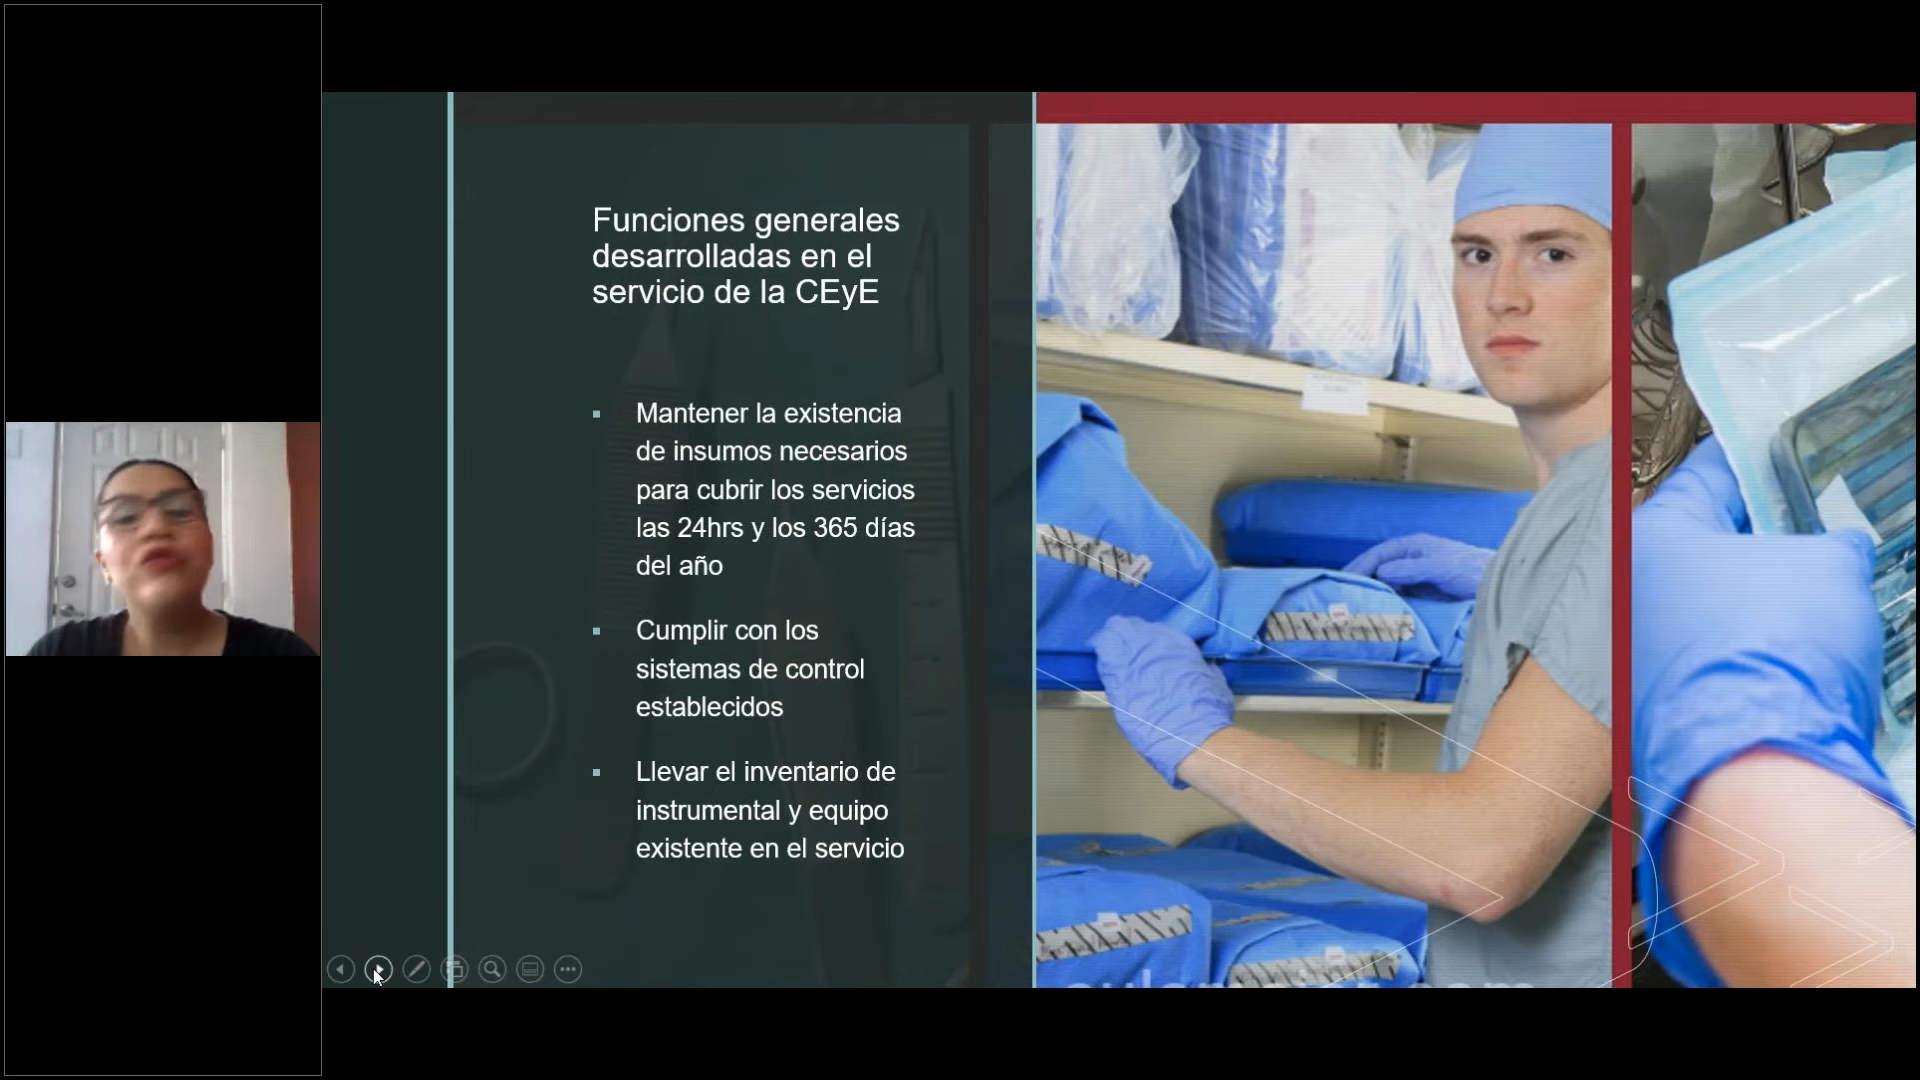 Funciones generales
desarrolladas en el
servicio de la CEyE
Mantener la existencia
de insumos necesarios
para cubrir los servicios
las 24hrs y los 365 días
del año
Cumplir con los
sistemas de control
establecidos
Llevar el inventario de
instrumental y equipo
existente en el servicio